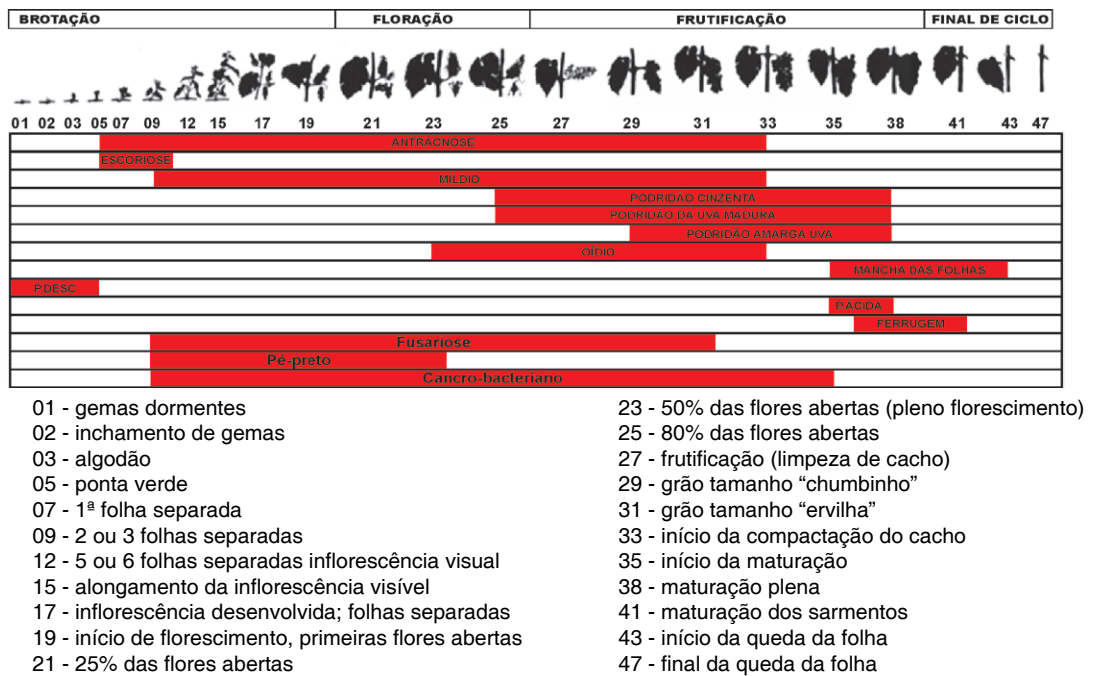 BROTAÇÃO FLORAÇÃO FRUTIFICAÇÃO FINAL DE CICLO
01 02 03 05 07 09 12 15 17 19 21 23 25 27 29 31 33 35 38 41 43 47
ANTRACNOSE
ESCORIOSE
MILDIO
PODRIDÃO CINZENTA
PODRIDÃO DA UVA MADURA
PODRIDÃO AMARGA UVA
OÍDIO
MANCHA DAS FOLHAS
P.DESC
P.ÁCIDA
FERRUGEM
Fusariose
Pé-preto
Cancro-bacteriano
01 - gemas dormentes
02 - inchamento de gemas
03 - algodão
05 - ponta verde
07 - 1ª folha separada
09 - 2 ou 3 folhas separadas
12 - 5 ou 6 folhas separadas inflorescência visual
15 - alongamento da inflorescência visível
17 - inflorescência desenvolvida; folhas separadas
19 - início de florescimento, primeiras flores abertas
21 - 25% das flores abertas
23 - 50% das flores abertas (pleno florescimento)
25 - 80% das flores abertas
27 - frutificação (limpeza de cacho)
29 - grão tamanho “chumbinho”
31 - grão tamanho “ervilha”
33 - início da compactação do cacho
35 - início da maturação
38 - maturação plena
41 - maturação dos sarmentos
43 - início da queda da folha
47 - final da queda da folha